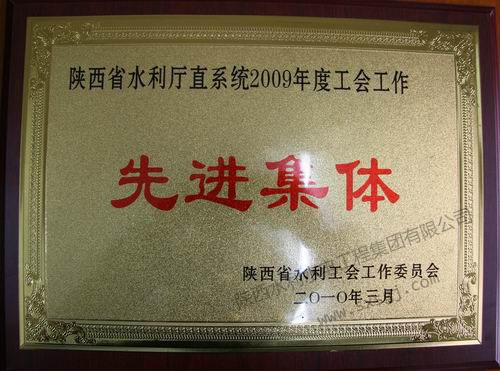 陕西省水利厅直系统2009年度工会工作
先进集体
陕西省水利工会工作委员会
二〇一〇年三月